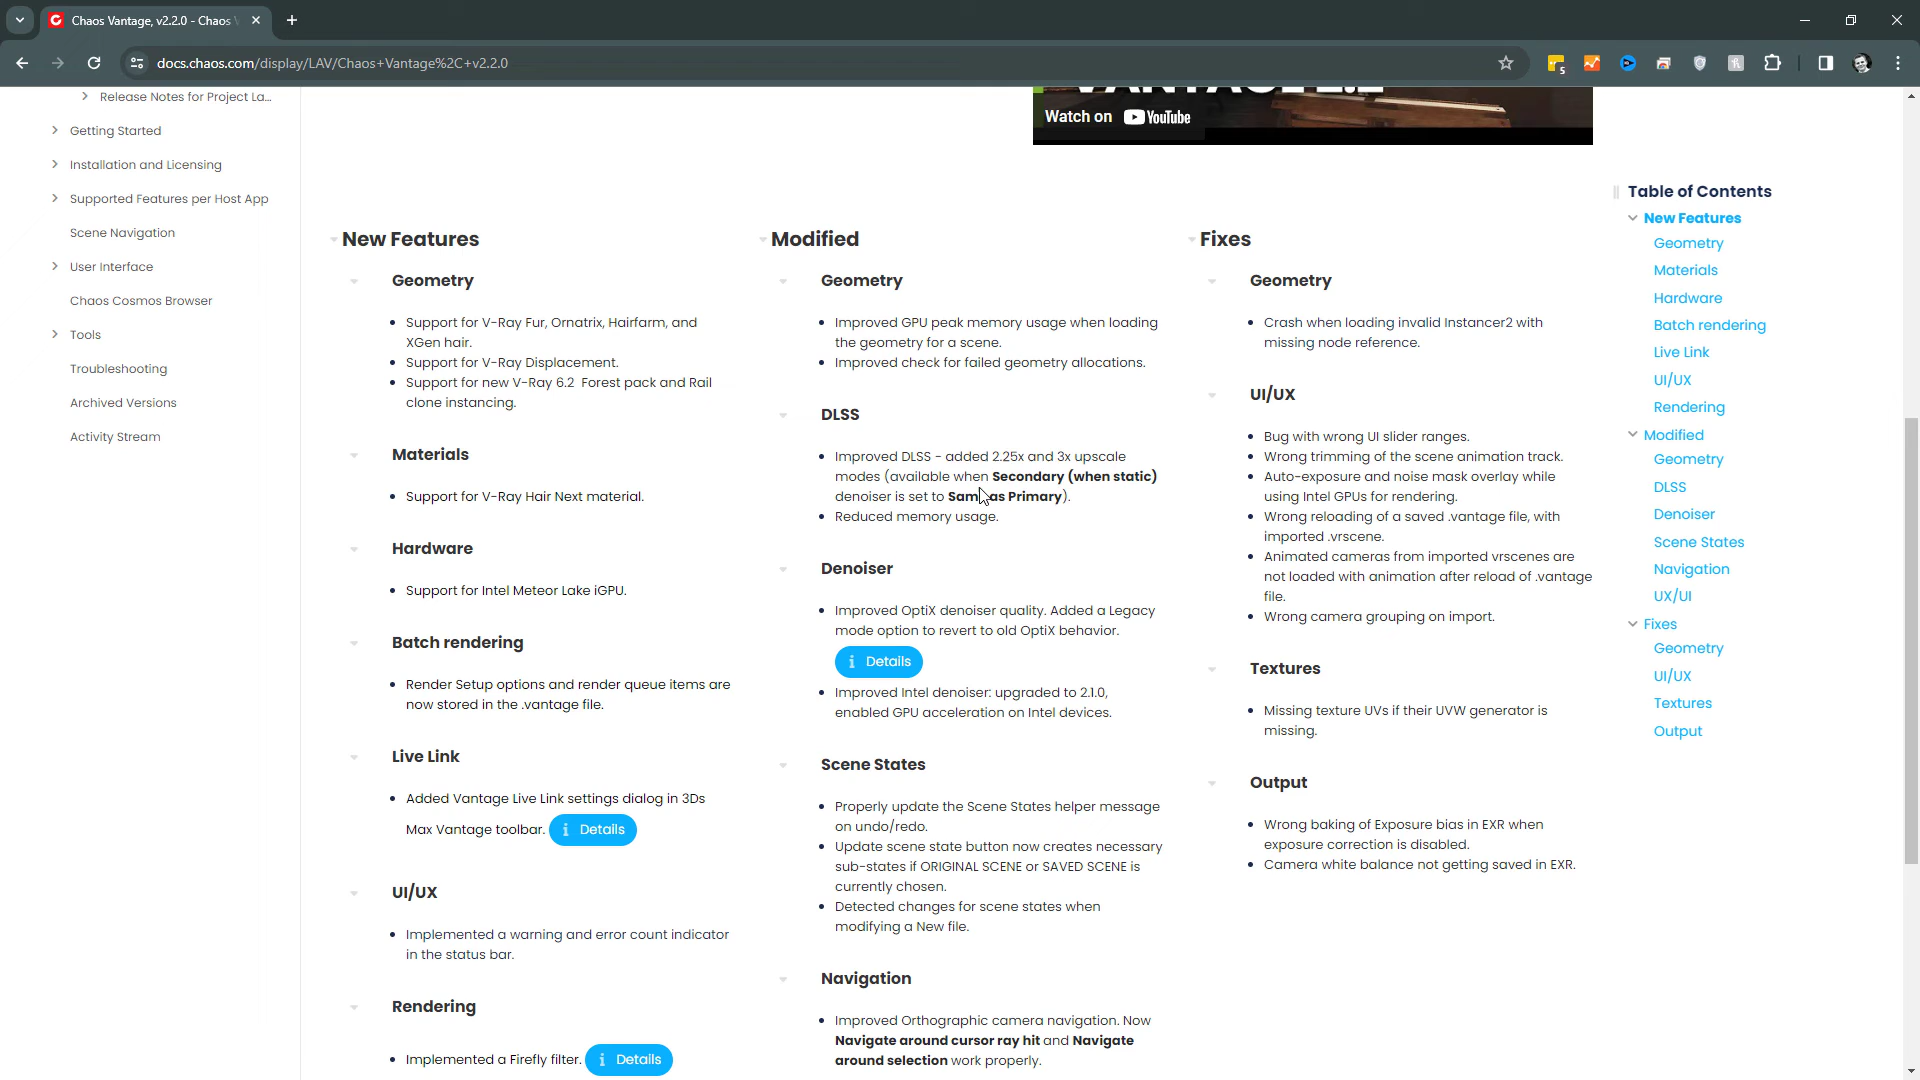 Chaos Vantage, v2.2.0 - Chaos V
docs.chaos.com/display/LAV/Chaos+Vantage%2C+v2.2.0
5
Release Notes for Project La...
Getting Started
Installation and Licensing
Supported Features per Host App
Scene Navigation
User Interface
Chaos Cosmos Browser
Tools
Troubleshooting
Archived Versions
Activity Stream
VANTAGE 2.2
Watch on YouTube
New Features
Geometry
Support for V-Ray Fur, Ornatrix, Hairfarm, and
XGen hair.
Support for V-Ray Displacement.
Support for new V-Ray 6.2 Forest pack and Rail
clone instancing.
Materials
Support for V-Ray Hair Next material.
Hardware
Support for Intel Meteor Lake iGPU.
Batch rendering
Render Setup options and render queue items are
now stored in the .vantage file.
Live Link
Added Vantage Live Link settings dialog in 3Ds
Max Vantage toolbar. i Details
UI/UX
Implemented a warning and error count indicator
in the status bar.
Rendering
Implemented a Firefly filter. i Details
Modified
Geometry
Improved GPU peak memory usage when loading
the geometry for a scene.
Improved check for failed geometry allocations.
DLSS
Improved DLSS - added 2.25x and 3x upscale
modes (available when Secondary (when static)
denoiser is set to Same as Primary).
Reduced memory usage.
Denoiser
Improved OptiX denoiser quality. Added a Legacy
mode option to revert to old OptiX behavior.
i Details
Improved Intel denoiser: upgraded to 2.1.0,
enabled GPU acceleration on Intel devices.
Scene States
Properly update the Scene States helper message
on undo/redo.
Update scene state button now creates necessary
sub-states if ORIGINAL SCENE or SAVED SCENE is
currently chosen.
Detected changes for scene states when
modifying a New file.
Navigation
Improved Orthographic camera navigation. Now
Navigate around cursor ray hit and Navigate
around selection work properly.
Fixes
Geometry
Crash when loading invalid Instancer2 with
missing node reference.
UI/UX
Bug with wrong UI slider ranges.
Wrong trimming of the scene animation track.
Auto-exposure and noise mask overlay while
using Intel GPUs for rendering.
Wrong reloading of a saved .vantage file, with
imported .vrscene.
Animated cameras from imported vrscenes are
not loaded with animation after reload of .vantage
file.
Wrong camera grouping on import.
Textures
Missing texture UVs if their UVW generator is
missing.
Output
Wrong baking of Exposure bias in EXR when
exposure correction is disabled.
Camera white balance not getting saved in EXR.
Table of Contents
New Features
Geometry
Materials
Hardware
Batch rendering
Live Link
UI/UX
Rendering
Modified
Geometry
DLSS
Denoiser
Scene States
Navigation
UX/UI
Fixes
Geometry
UI/UX
Textures
Output